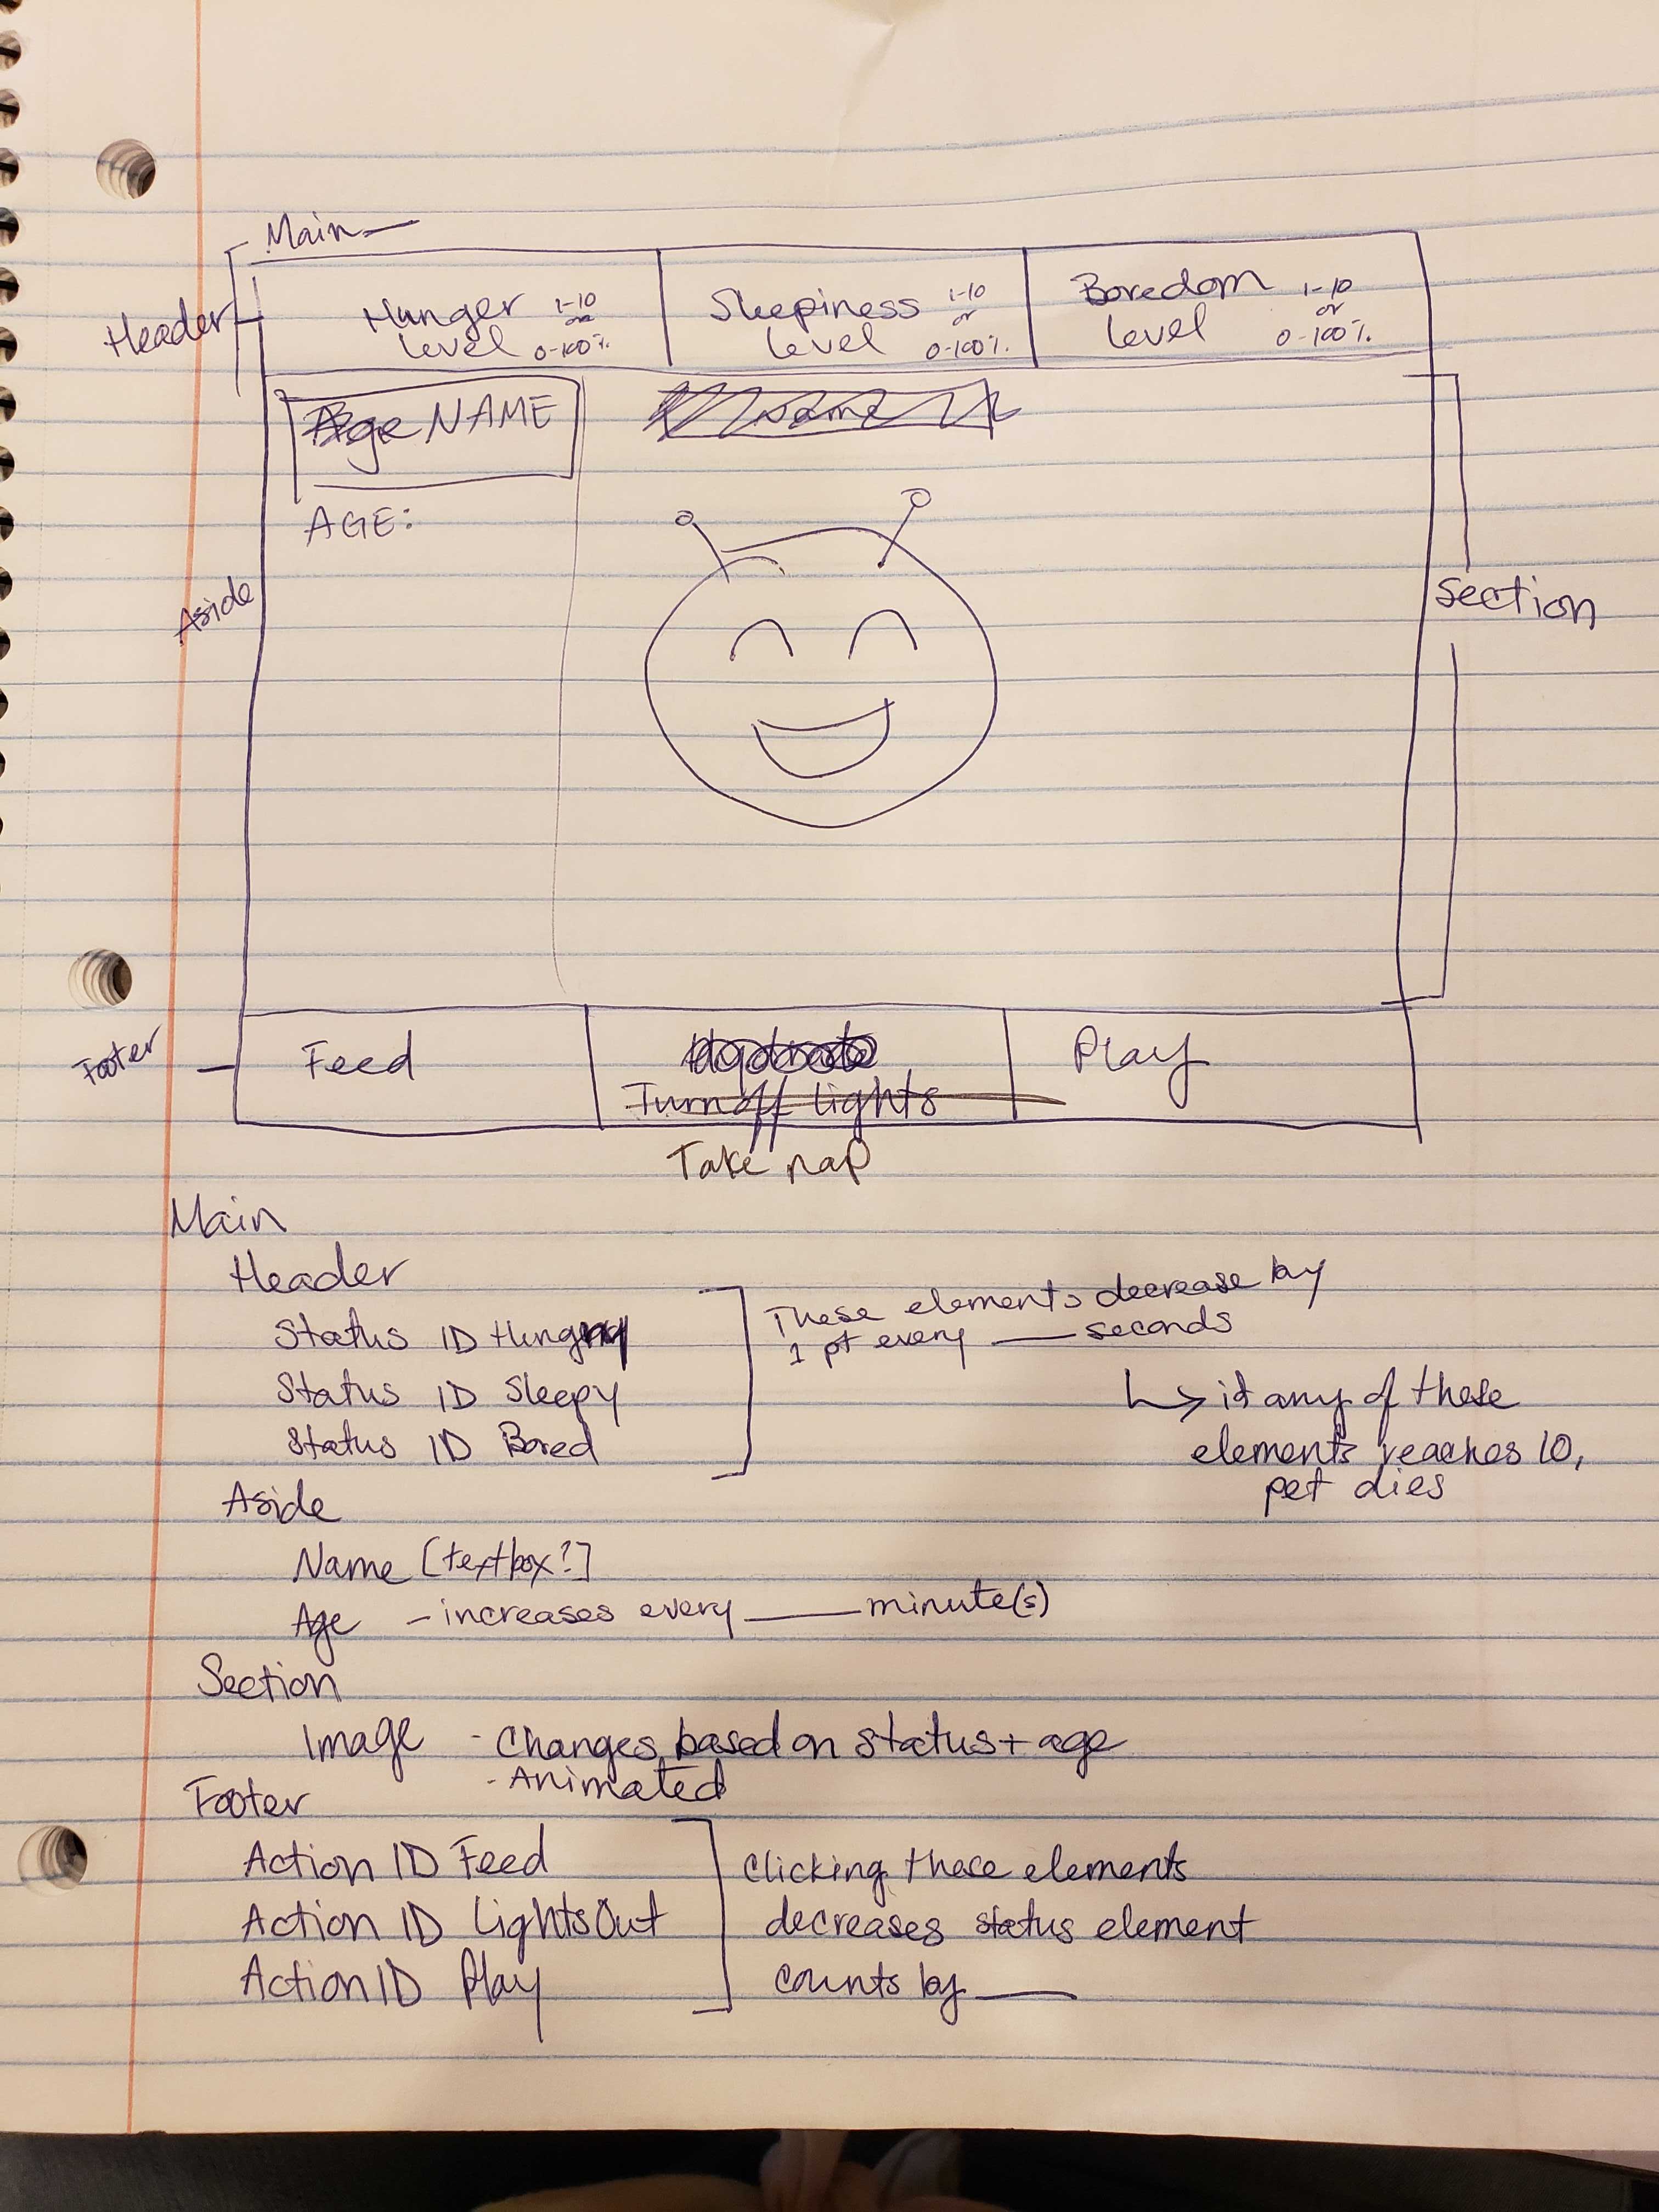 Main
Header
Hunger 1-10
or
Level 0-100%
Sleepiness 1-10
or
Level 0-100%
Boredom 1-10
or
Level 0-100%
Age NAME
Name
AGE:
Aside
Section
Footer
Feed
Hydrate
Turn off lights
Take nap
Play
Main
Header
Status ID Hungry
Status ID Sleepy
Status ID Bored
These elements decrease by
1 pt every ___ seconds
↳ if any of these
elements reaches 10,
pet dies
Aside
Name [textbox?]
Age - increases every ___ minute(s)
Section
Image - Changes based on status + age
- Animated
Footer
Action ID Feed
Action ID LightsOut
Action ID Play
Clicking these elements
decreases status element
counts by ___